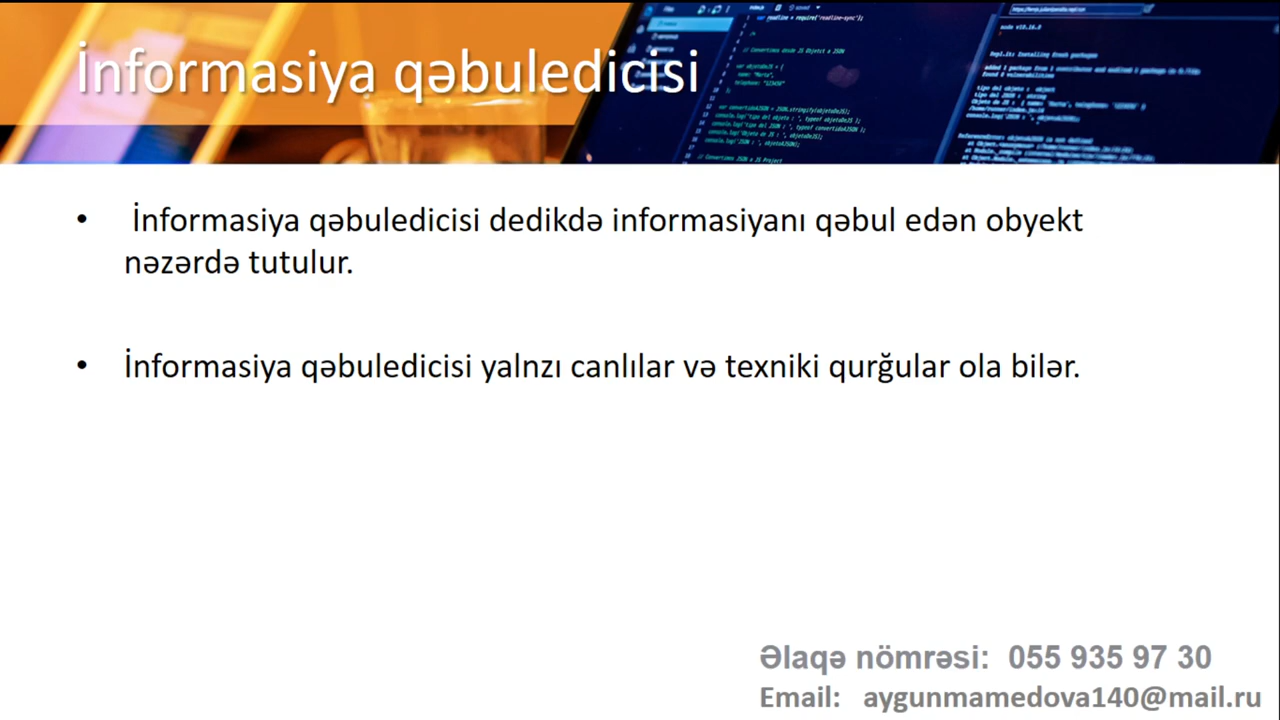 İnformasiya qəbuledicisi
• İnformasiya qəbuledicisi dedikdə informasiyanı qəbul edən obyekt
nəzərdə tutulur.
• İnformasiya qəbuledicisi yalnzı canlılar və texniki qurğular ola bilər.
Əlaqə nömrəsi: 055 935 97 30
Email: aygunmamedova140@mail.ru